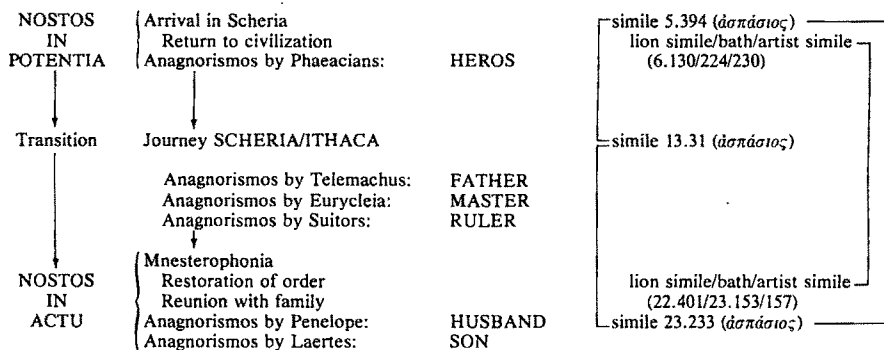 NOSTOS Arrival in Scheria simile 5.394 (ἀσπάσιος)
IN Return to civilization lion simile/bath/artist simile
POTENTIA Anagnorismos by Phaeacians: HEROS (6.130/224/230)
Transition Journey SCHERIA/ITHACA simile 13.31 (ἀσπάσιος)
Anagnorismos by Telemachus: FATHER
Anagnorismos by Eurycleia: MASTER
Anagnorismos by Suitors: RULER
Mnesterophonia
NOSTOS Restoration of order lion simile/bath/artist simile
IN Reunion with family (22.401/23.153/157)
ACTU Anagnorismos by Penelope: HUSBAND simile 23.233 (ἀσπάσιος)
Anagnorismos by Laertes: SON